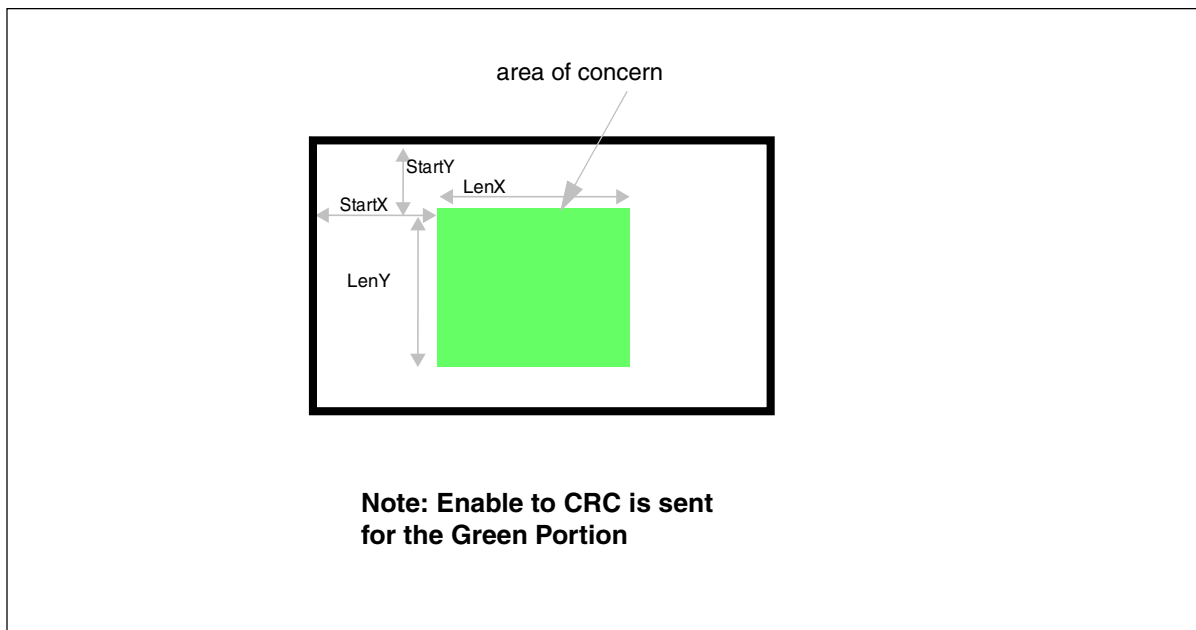 area of concern
StartY
LenX
StartX
LenY
Note: Enable to CRC is sent
for the Green Portion